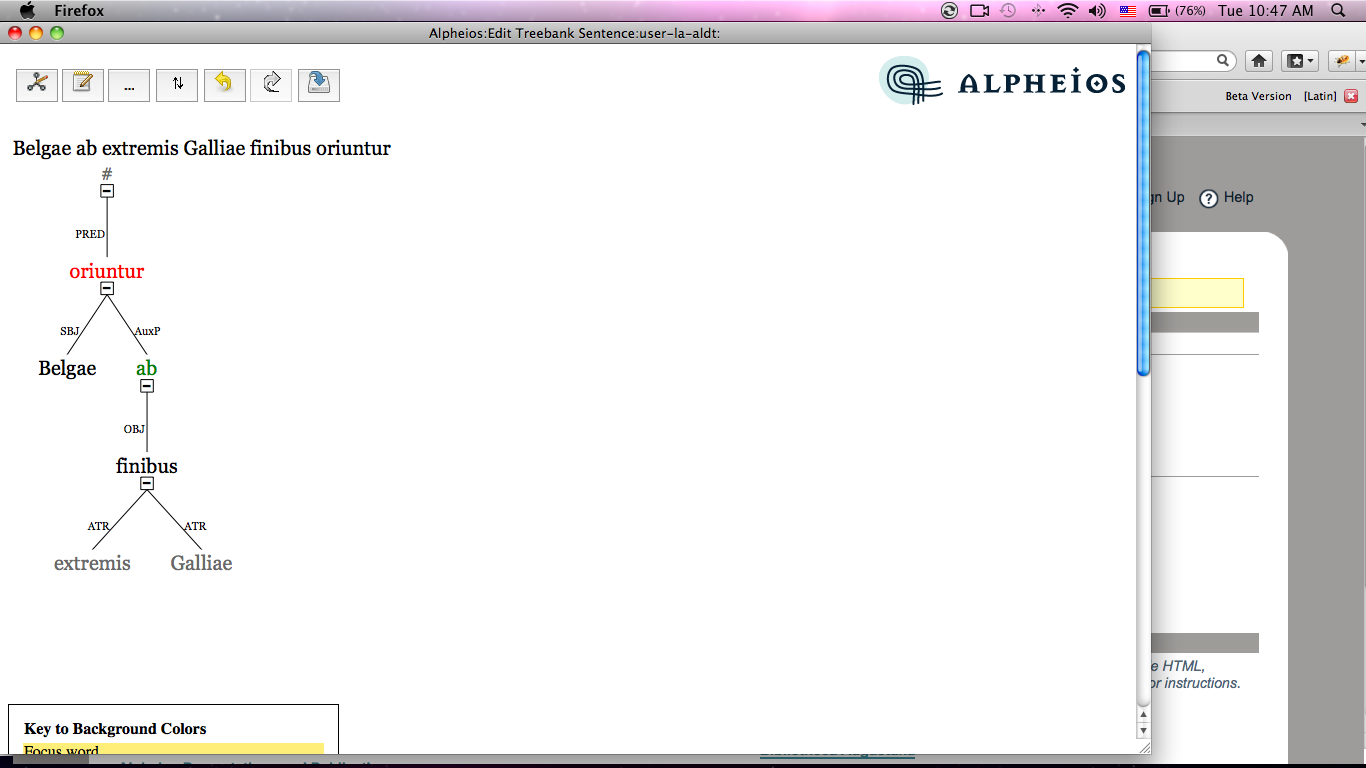 Firefox
(76%) Tue 10:47 AM
Alpheios:Edit Treebank Sentence:user-la-aldt:
...
ALPHEIOS
Beta Version [Latin]
Belgae ab extremis Galliae finibus oriuntur
#
PRED
oriuntur
SBJ AuxP
Belgae ab
OBJ
finibus
ATR ATR
extremis Galliae
Up ? Help
HTML,
instructions.
Key to Background Colors
Focus word